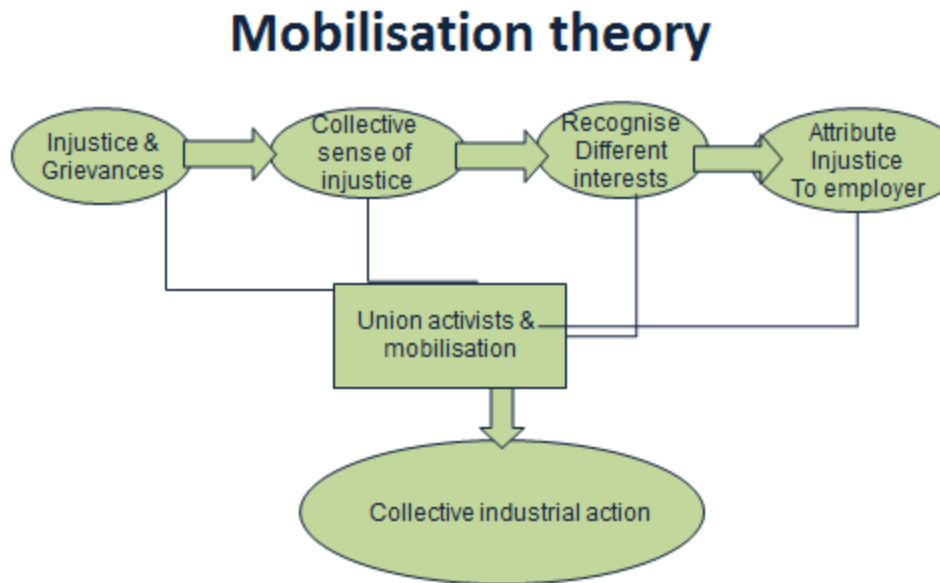 Mobilisation theory
Injustice &
Grievances
Collective
sense of
injustice
Recognise
Different
interests
Attribute
Injustice
To employer
Union activists &
mobilisation
Collective industrial action